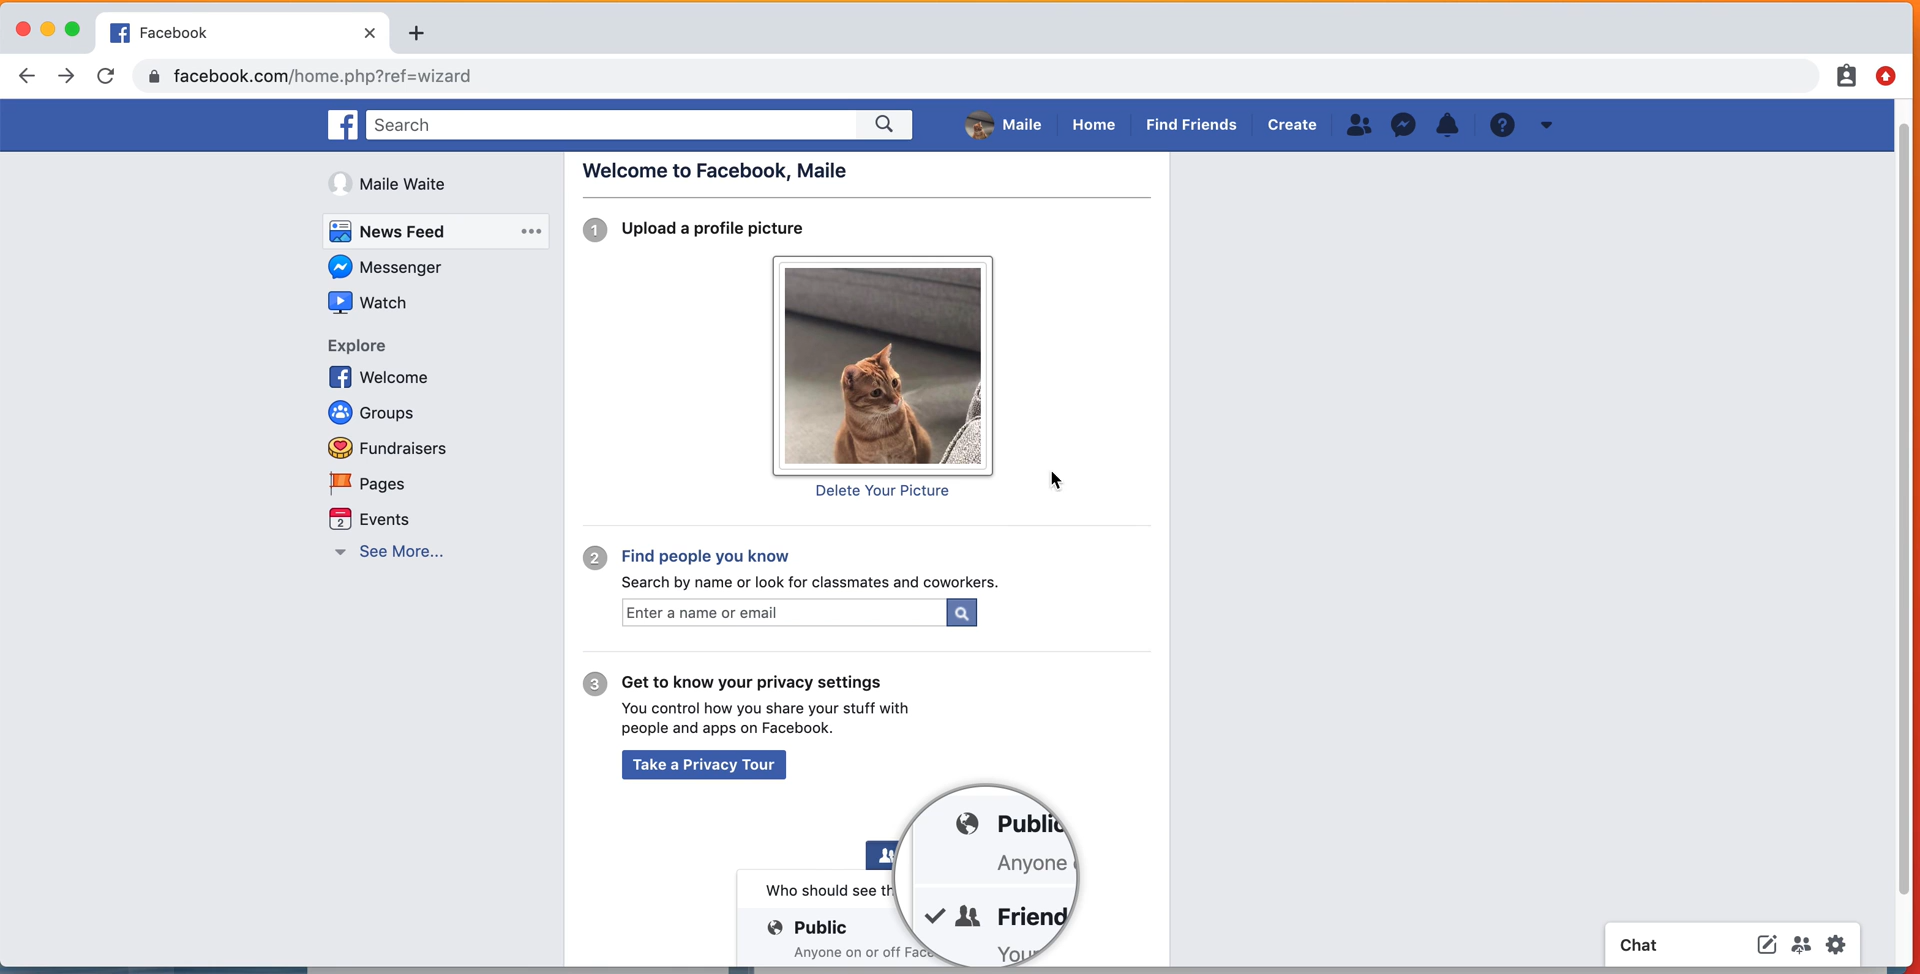 Facebook
facebook.com/home.php?ref=wizard
Search
Maile
Home
Find Friends
Create
Maile Waite
News Feed
Messenger
Watch
Explore
Welcome
Groups
Fundraisers
Pages
2
Events
See More...
Welcome to Facebook, Maile
1 Upload a profile picture
Delete Your Picture
2 Find people you know
Search by name or look for classmates and coworkers.
Enter a name or email
3 Get to know your privacy settings
You control how you share your stuff with
people and apps on Facebook.
Take a Privacy Tour
Public
Anyone
Who should see
Friend
Public
Anyone on or off
Chat